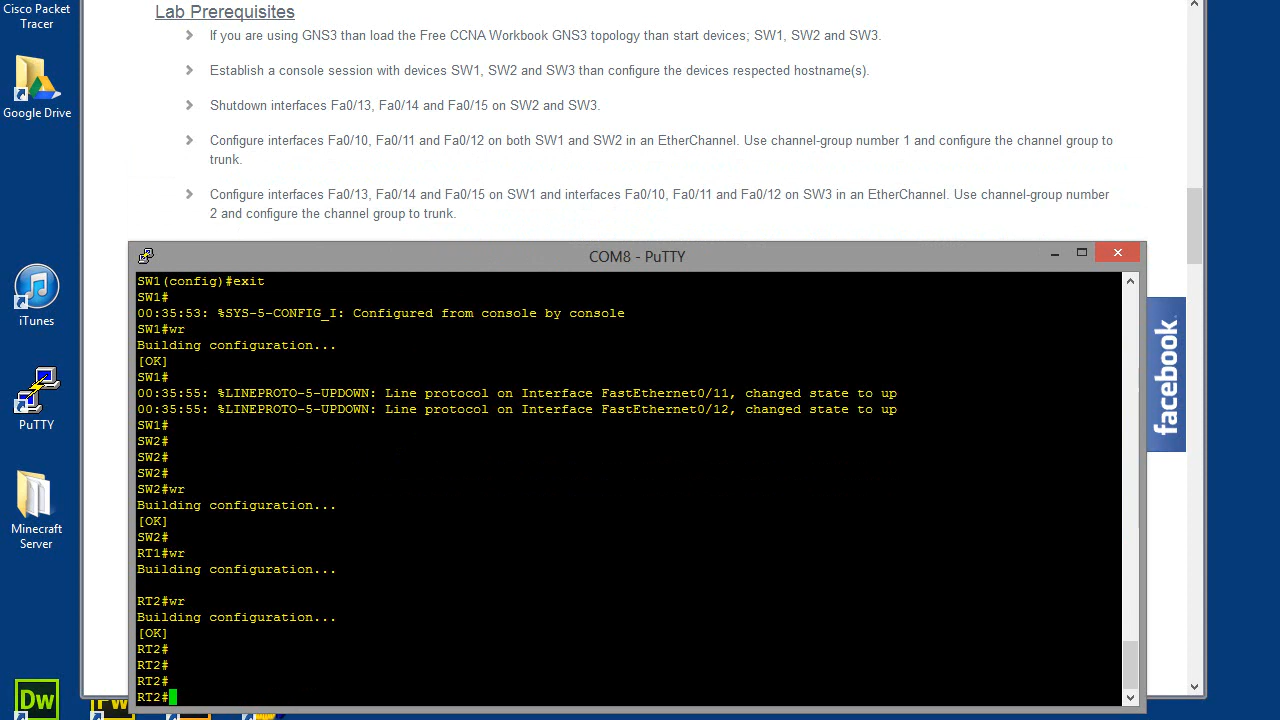 Cisco Packet
Tracer
Google Drive
iTunes
PuTTY
Minecraft
Server
Dw
Lab Prerequisites
If you are using GNS3 than load the Free CCNA Workbook GNS3 topology than start devices; SW1, SW2 and SW3.
Establish a console session with devices SW1, SW2 and SW3 than configure the devices respected hostname(s).
Shutdown interfaces Fa0/13, Fa0/14 and Fa0/15 on SW2 and SW3.
Configure interfaces Fa0/10, Fa0/11 and Fa0/12 on both SW1 and SW2 in an EtherChannel. Use channel-group number 1 and configure the channel group to
trunk.
Configure interfaces Fa0/13, Fa0/14 and Fa0/15 on SW1 and interfaces Fa0/10, Fa0/11 and Fa0/12 on SW3 in an EtherChannel. Use channel-group number
2 and configure the channel group to trunk.
COM8 - PuTTY
SW1(config)#exit
SW1#
00:35:53: %SYS-5-CONFIG_I: Configured from console by console
SW1#wr
Building configuration...
[OK]
SW1#
00:35:55: %LINEPROTO-5-UPDOWN: Line protocol on Interface FastEthernet0/11, changed state to up
00:35:55: %LINEPROTO-5-UPDOWN: Line protocol on Interface FastEthernet0/12, changed state to up
SW1#
SW2#
SW2#
SW2#
SW2#wr
Building configuration...
[OK]
SW2#
RT1#wr
Building configuration...
RT2#wr
Building configuration...
[OK]
RT2#
RT2#
RT2#
RT2#
facebook